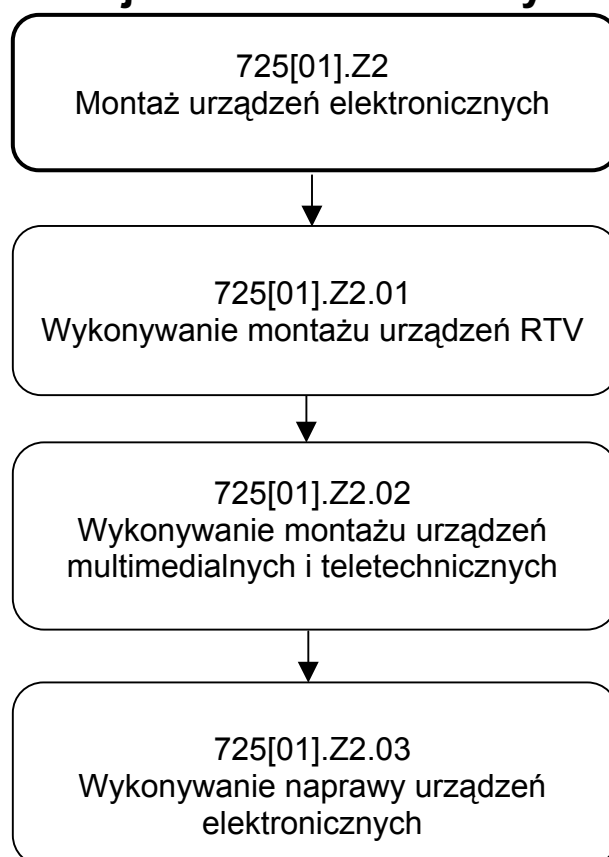 725[01].Z2
Montaż urządzeń elektronicznych
725[01].Z2.01
Wykonywanie montażu urządzeń RTV
725[01].Z2.02
Wykonywanie montażu urządzeń
multimedialnych i teletechnicznych
725[01].Z2.03
Wykonywanie naprawy urządzeń
elektronicznych